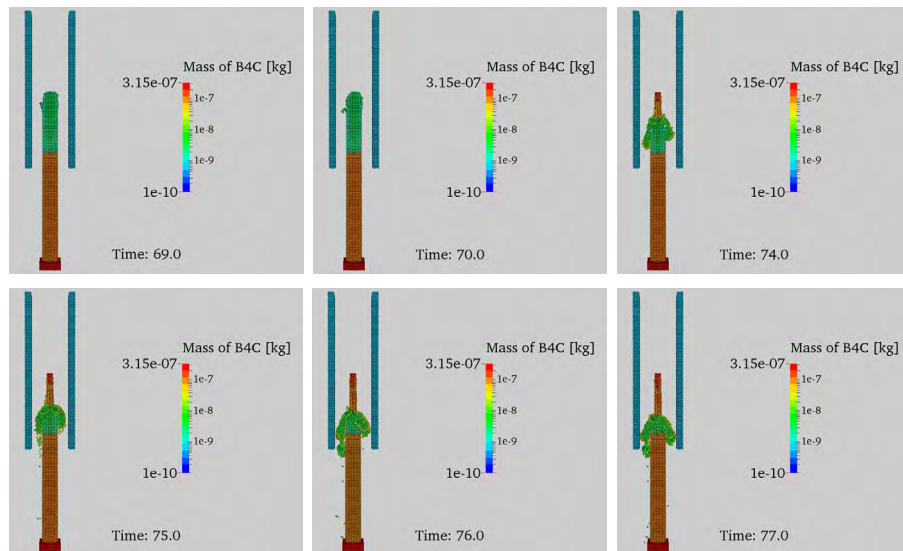 Mass of B4C [kg]
3.15e-07
1e-7
1e-8
1e-9
1e-10
Time: 69.0
Mass of B4C [kg]
3.15e-07
1e-7
1e-8
1e-9
1e-10
Time: 70.0
Mass of B4C [kg]
3.15e-07
1e-7
1e-8
1e-9
1e-10
Time: 74.0
Mass of B4C [kg]
3.15e-07
1e-7
1e-8
1e-9
1e-10
Time: 75.0
Mass of B4C [kg]
3.15e-07
1e-7
1e-8
1e-9
1e-10
Time: 76.0
Mass of B4C [kg]
3.15e-07
1e-7
1e-8
1e-9
1e-10
Time: 77.0